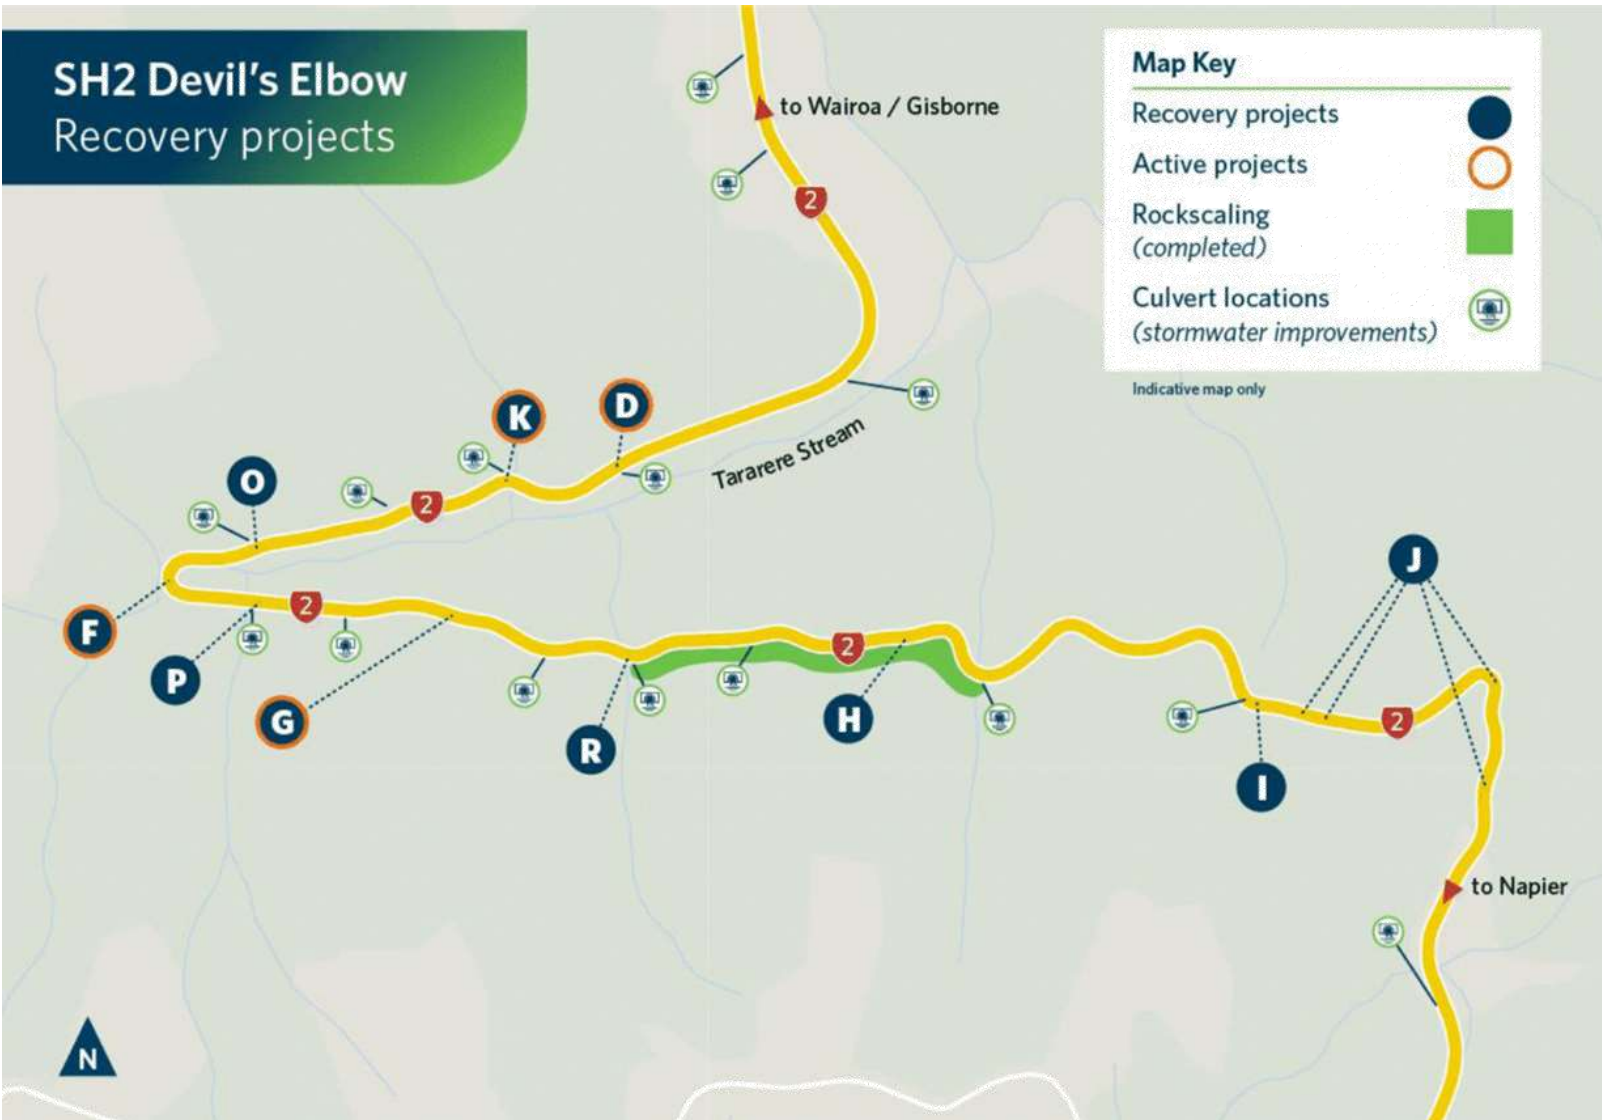 SH2 Devil's Elbow
Recovery projects
Map Key
Recovery projects
Active projects
Rockscaling
(completed)
Culvert locations
(stormwater improvements)
Indicative map only
to Wairoa / Gisborne
2
K
D
Tararere Stream
O
2
J
F
2
2
P
G
R
H
2
I
to Napier
N